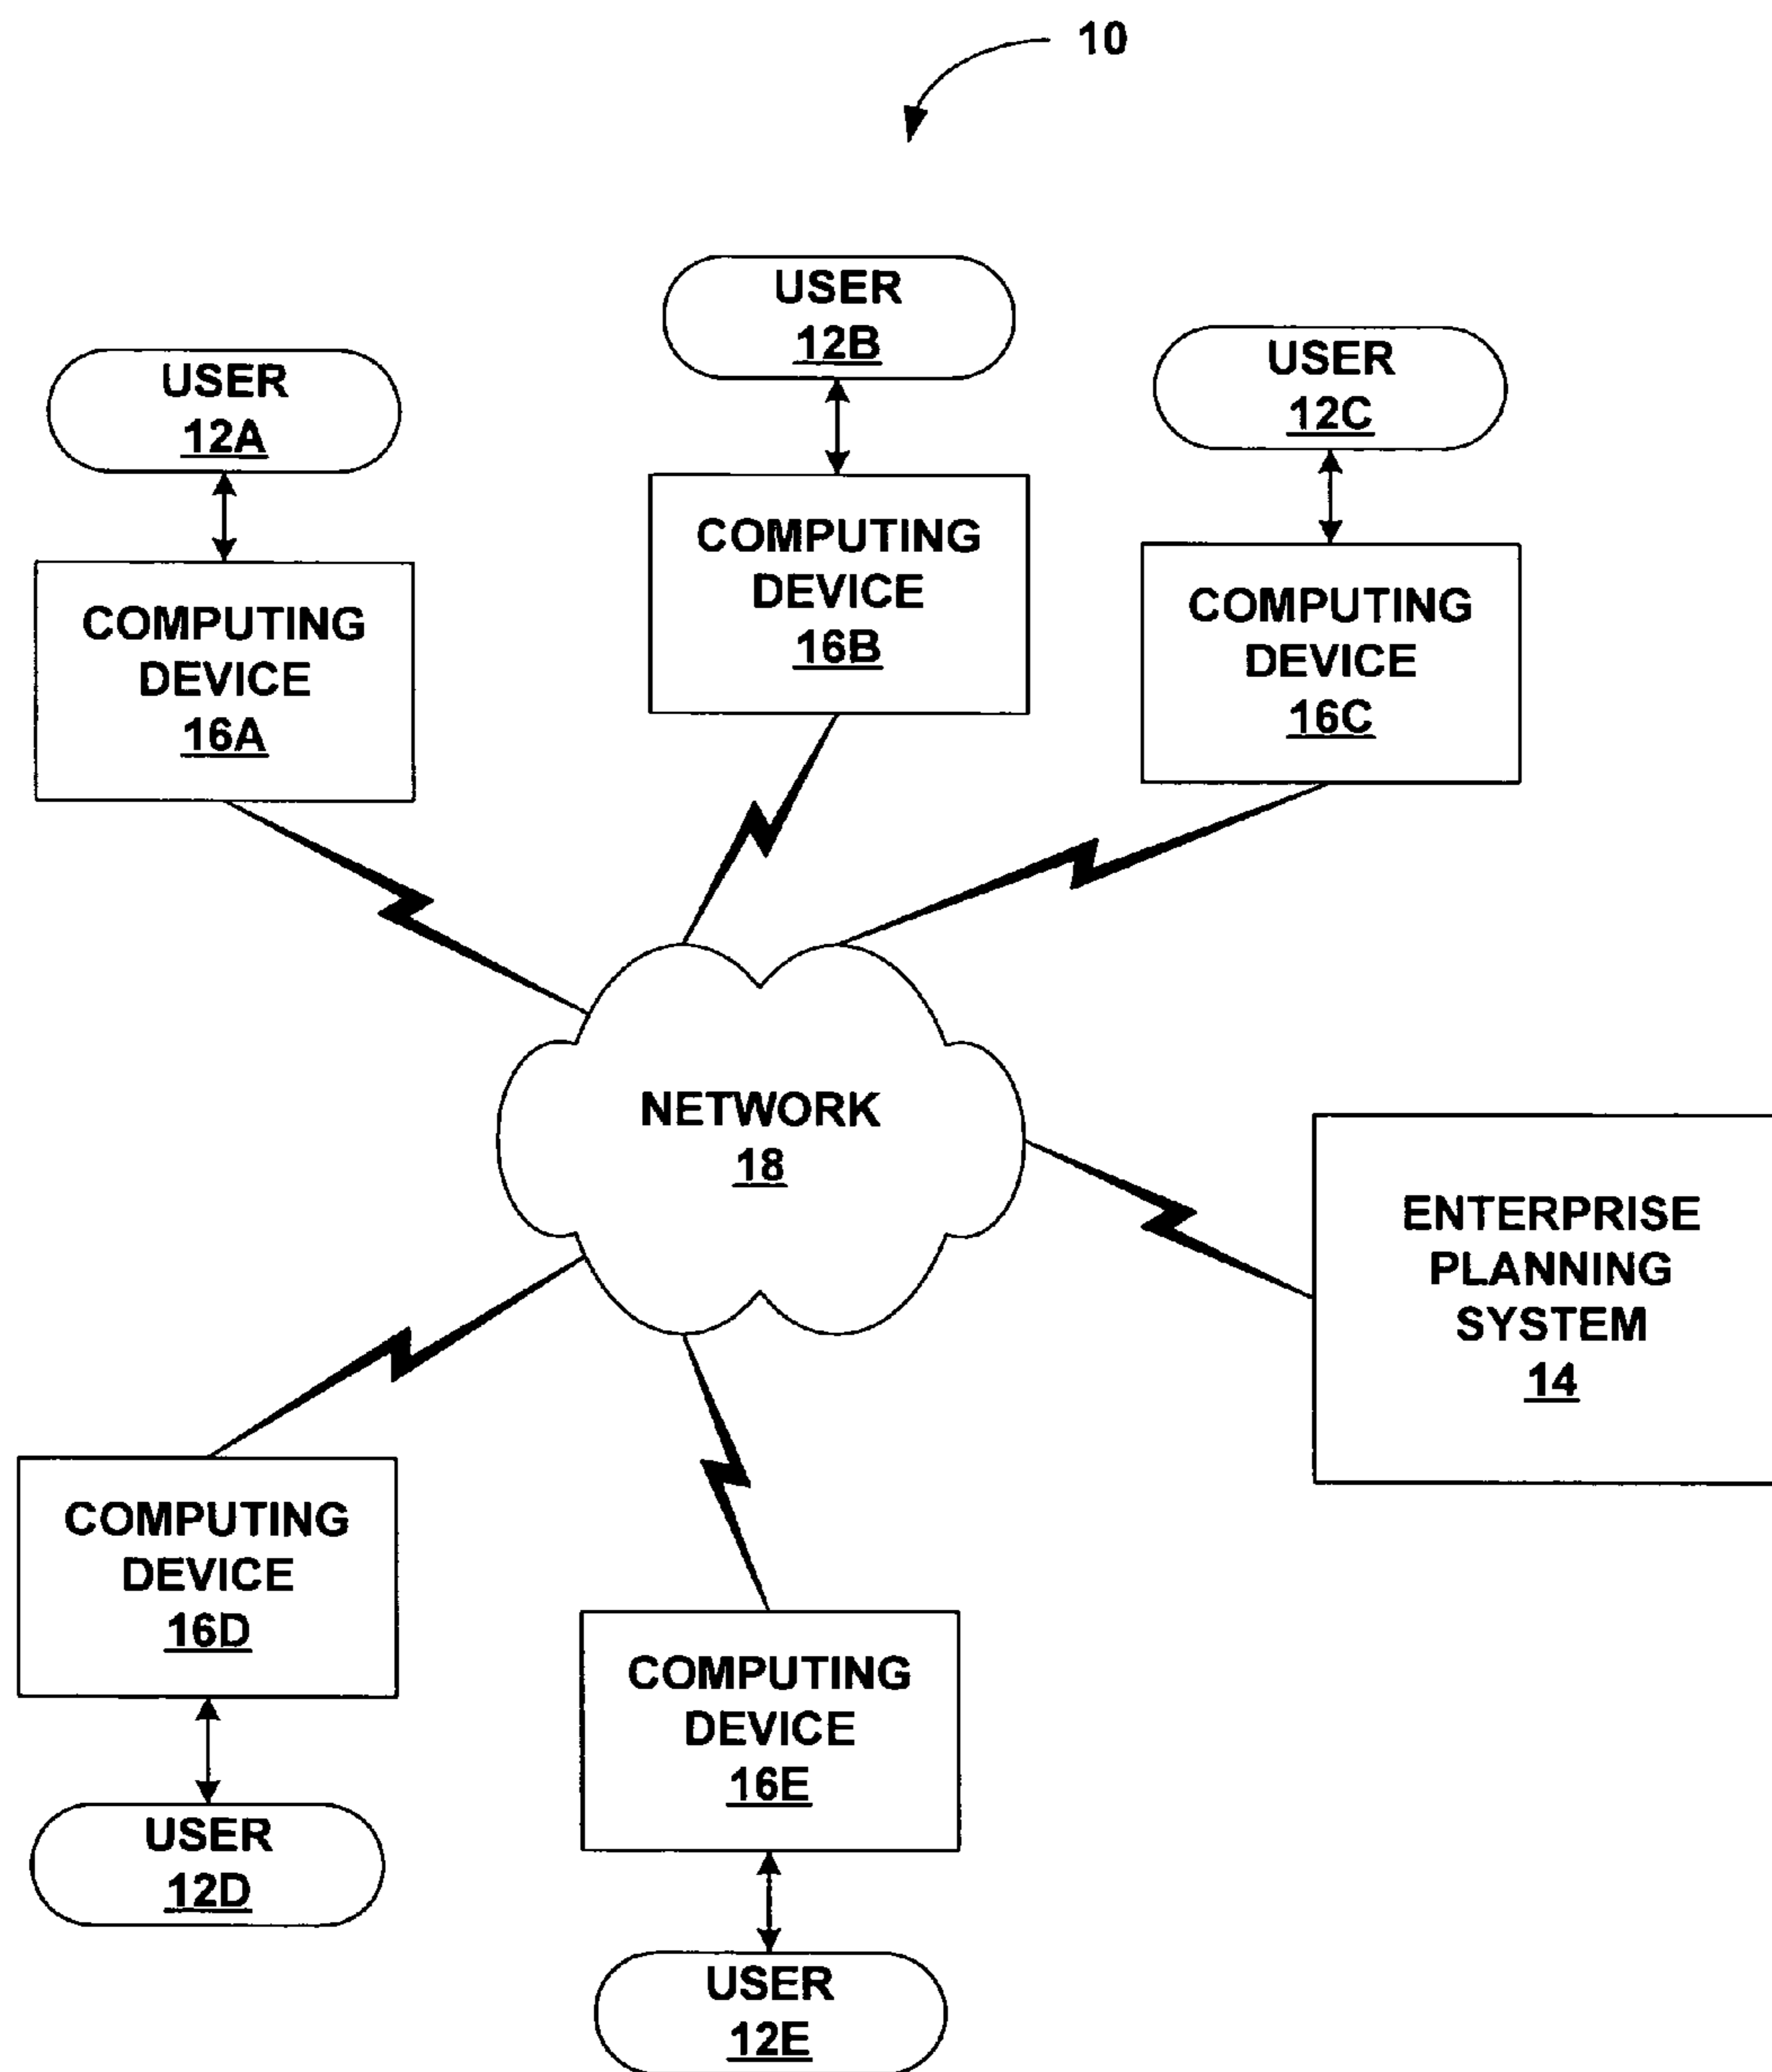 10
USER
12A
USER
12B
USER
12C
COMPUTING
DEVICE
16A
COMPUTING
DEVICE
16B
COMPUTING
DEVICE
16C
NETWORK
18
ENTERPRISE
PLANNING
SYSTEM
14
COMPUTING
DEVICE
16D
COMPUTING
DEVICE
16E
USER
12D
USER
12E